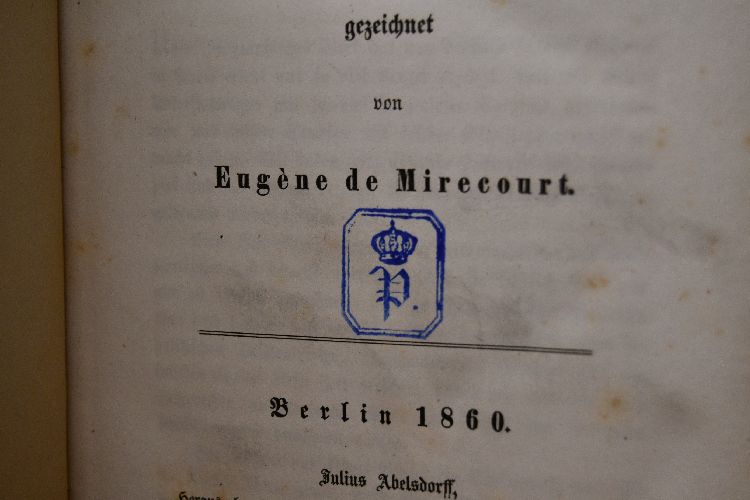 gezeichnet
von
Eugène de Mirecourt.
P.
Berlin 1860.
Julius Abelsdorff,